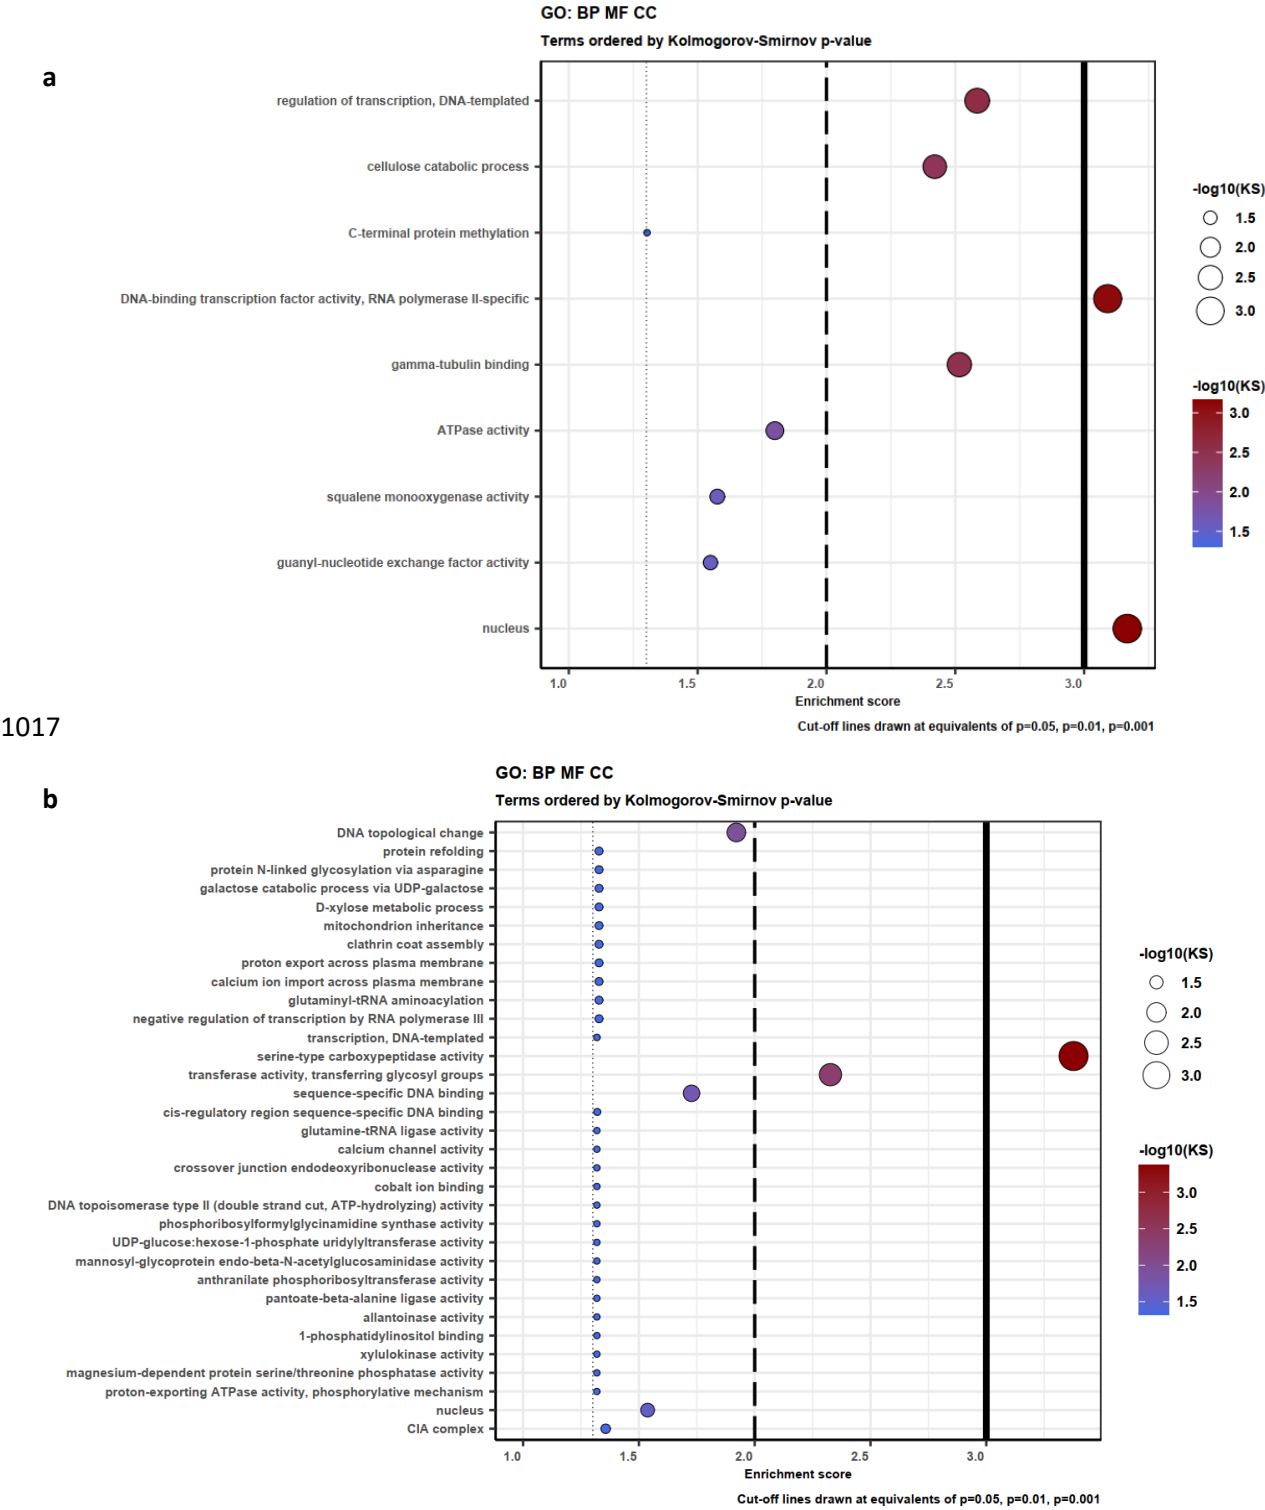 GO: BP MF CC
Terms ordered by Kolmogorov-Smirnov p-value
a
regulation of transcription, DNA-templated
cellulose catabolic process
C-terminal protein methylation
DNA-binding transcription factor activity, RNA polymerase II-specific
gamma-tubulin binding
ATPase activity
squalene monooxygenase activity
guanyl-nucleotide exchange factor activity
nucleus
1.0 1.5 2.0 2.5 3.0
Enrichment score
Cut-off lines drawn at equivalents of p=0.05, p=0.01, p=0.001
-log10(KS)
1.5
2.0
2.5
3.0
-log10(KS)
3.0
2.5
2.0
1.5
1017
GO: BP MF CC
b
Terms ordered by Kolmogorov-Smirnov p-value
DNA topological change
protein refolding
protein N-linked glycosylation via asparagine
galactose catabolic process via UDP-galactose
D-xylose metabolic process
mitochondrion inheritance
clathrin coat assembly
proton export across plasma membrane
calcium ion import across plasma membrane
glutaminyl-tRNA aminoacylation
negative regulation of transcription by RNA polymerase III
transcription, DNA-templated
serine-type carboxypeptidase activity
transferase activity, transferring glycosyl groups
sequence-specific DNA binding
cis-regulatory region sequence-specific DNA binding
glutamine-tRNA ligase activity
calcium channel activity
crossover junction endodeoxyribonuclease activity
cobalt ion binding
DNA topoisomerase type II (double strand cut, ATP-hydrolyzing) activity
phosphoribosylformylglycinamidine synthase activity
UDP-glucose:hexose-1-phosphate uridylyltransferase activity
mannosyl-glycoprotein endo-beta-N-acetylglucosaminidase activity
anthranilate phosphoribosyltransferase activity
pantoate-beta-alanine ligase activity
allantoinase activity
1-phosphatidylinositol binding
xylulokinase activity
magnesium-dependent protein serine/threonine phosphatase activity
proton-exporting ATPase activity, phosphorylative mechanism
nucleus
CIA complex
1.0 1.5 2.0 2.5 3.0
Enrichment score
Cut-off lines drawn at equivalents of p=0.05, p=0.01, p=0.001
-log10(KS)
1.5
2.0
2.5
3.0
-log10(KS)
3.0
2.5
2.0
1.5